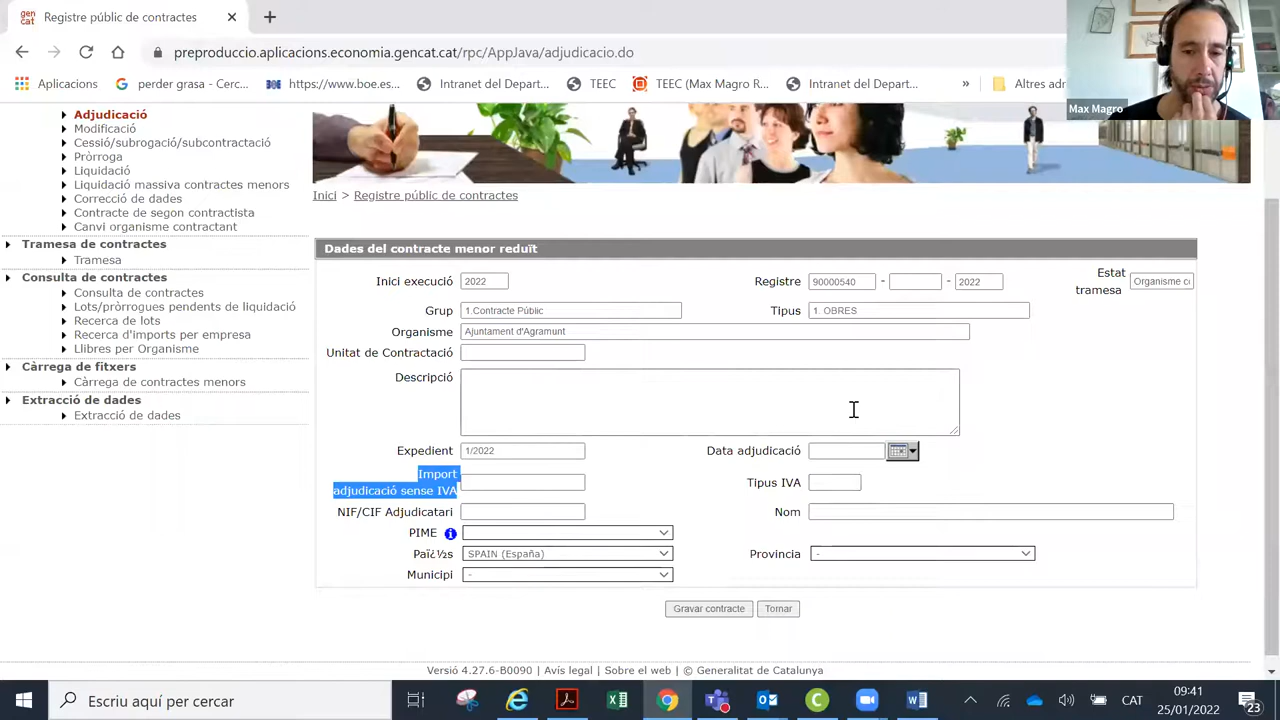 gen
cat
Registre públic de contractes
preproduccio.aplicacions.economia.gencat.cat/rpc/AppJava/adjudicacio.do
Aplicacions
perder grasa - Cerc...
https://www.boe.es...
Intranet del Depart...
TEEC
TEEC (Max Magro R...
Intranet del Depart...
»
Altres adr
Max Magro
Adjudicació
Modificació
Cessió/subrogació/subcontractació
Pròrroga
Liquidació
Liquidació massiva contractes menors
Correcció de dades
Contracte de segon contractista
Canvi organisme contractant
Tramesa de contractes
Tramesa
Consulta de contractes
Consulta de contractes
Lots/pròrrogues pendents de liquidació
Recerca de lots
Recerca d'imports per empresa
Llibres per Organisme
Càrrega de fitxers
Càrrega de contractes menors
Extracció de dades
Extracció de dades
Inici > Registre públic de contractes
Dades del contracte menor reduït
Inici execució 2022 Registre 90000540 - - 2022 Estat tramesa Organisme co
Grup 1.Contracte Públic Tipus 1. OBRES
Organisme Ajuntament d'Agramunt
Unitat de Contractació
Descripció
Expedient 1/2022 Data adjudicació
Import
adjudicació sense IVA Tipus IVA
NIF/CIF Adjudicatari Nom
PIME
Paï¿½s SPAIN (España) Província -
Municipi -
Gravar contracte Tornar
Versió 4.27.6-B0090 | Avís legal | Sobre el web | © Generalitat de Catalunya
Escriu aquí per cercar
CAT
09:41
25/01/2022
23